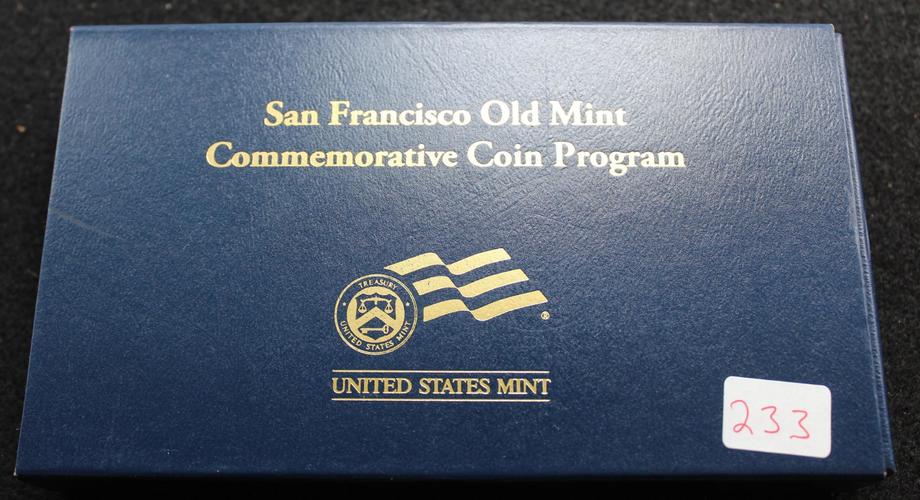 San Francisco Old Mint
Commemorative Coin Program
TREASURY
UNITED STATES MINT
®
UNITED STATES MINT
233